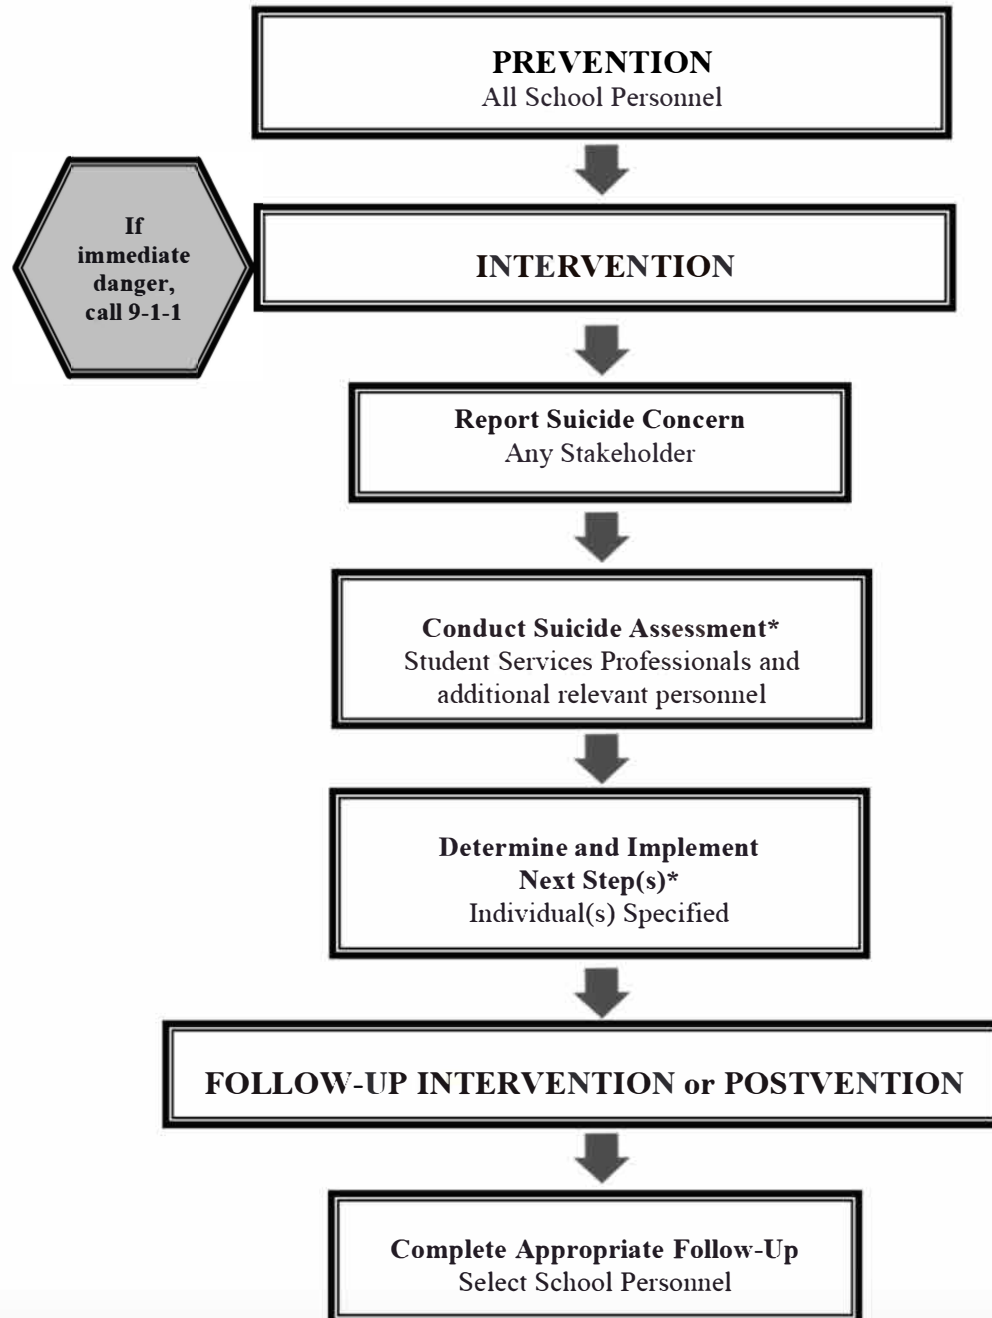 PREVENTION
All School Personnel
If
immediate
danger,
call 9-1-1
INTERVENTION
Report Suicide Concern
Any Stakeholder
Conduct Suicide Assessment*
Student Services Professionals and
additional relevant personnel
Determine and Implement
Next Step(s)*
Individual(s) Specified
FOLLOW-UP INTERVENTION or POSTVENTION
Complete Appropriate Follow-Up
Select School Personnel